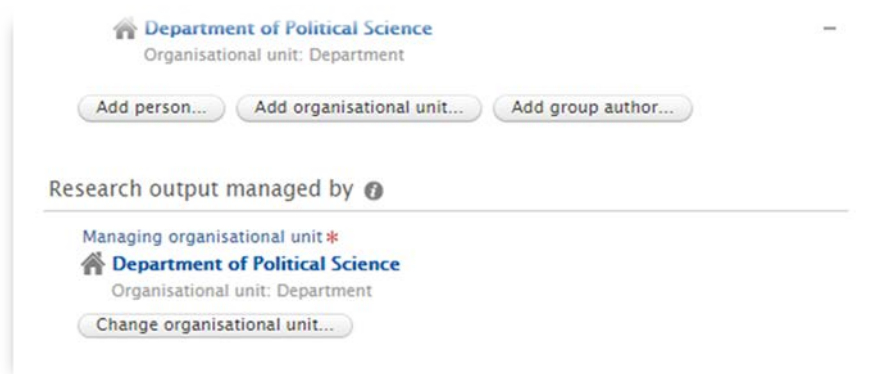 Department of Political Science
Organisational unit: Department
Add person... Add organisational unit... Add group author...
Research output managed by
Managing organisational unit *
Department of Political Science
Organisational unit: Department
Change organisational unit...